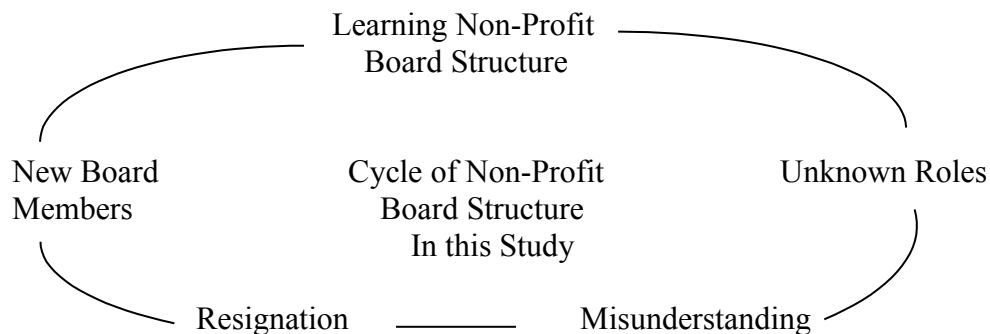 Learning Non-Profit
Board Structure
New Board
Members
Cycle of Non-Profit
Board Structure
In this Study
Unknown Roles
Resignation
Misunderstanding